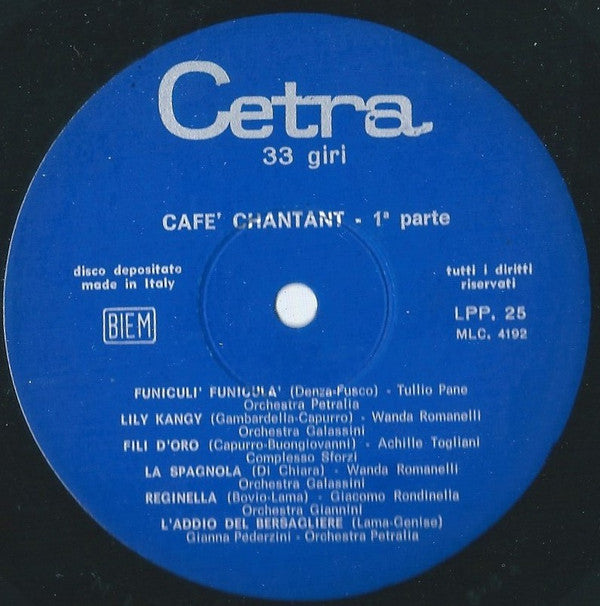 Cetra
33 giri
CAFE' CHANTANT - 1ª parte
disco depositato
made in Italy
BIEM
tutti i diritti
riservati
LPP. 25
MLC. 4192
FUNICULI' FUNICULA' (Denza-Fusco) - Tullio Pane
Orchestra Petralia
LILY KANGY (Gambardella-Capurro) - Wanda Romanelli
Orchestra Galassini
FILI D'ORO (Capurro-Buongiovanni) - Achille Togliani
Complesso Sforzi
LA SPAGNOLA (Di Chiara) - Wanda Romanelli
Orchestra Galassini
REGINELLA (Bovio-Lama) - Giacomo Rondinella
Orchestra Giannini
L'ADDIO DEL BERSAGLIERE (Lama-Genise)
Gianna Pederzini - Orchestra Petralia